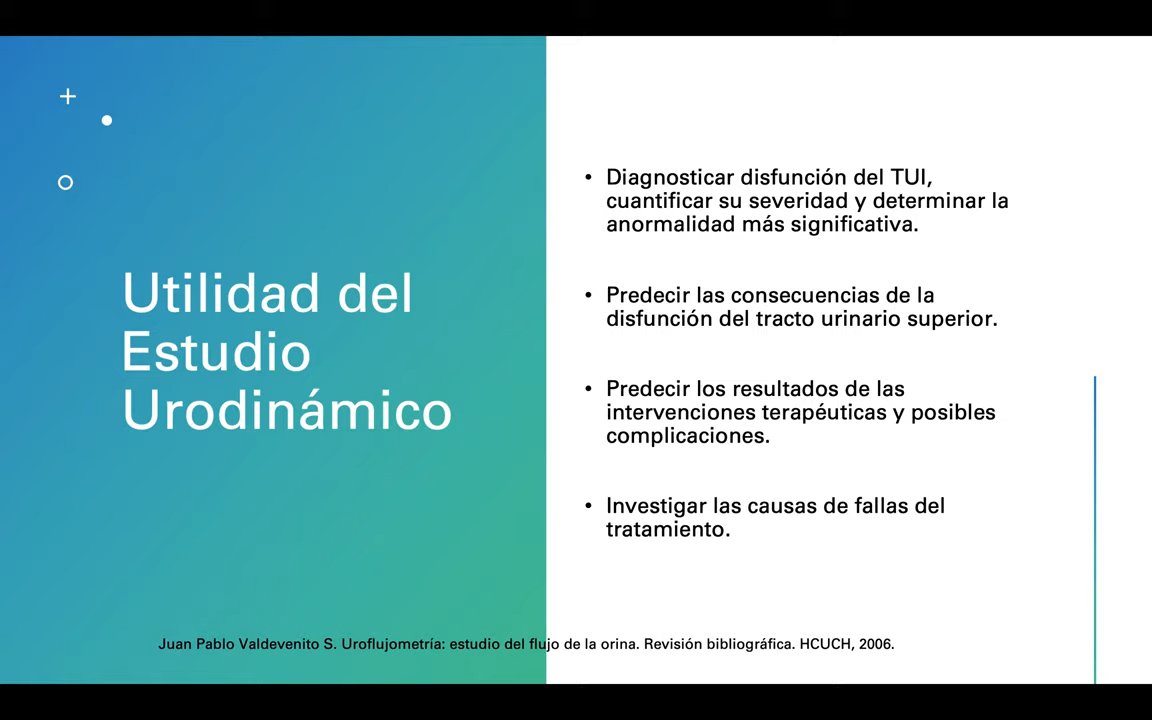 Utilidad del
Estudio
Urodinámico
• Diagnosticar disfunción del TUI,
cuantificar su severidad y determinar la
anormalidad más significativa.
• Predecir las consecuencias de la
disfunción del tracto urinario superior.
• Predecir los resultados de las
intervenciones terapéuticas y posibles
complicaciones.
• Investigar las causas de fallas del
tratamiento.
Juan Pablo Valdevenito S. Uroflujometría: estudio del flujo de la orina. Revisión bibliográfica. HCUCH, 2006.